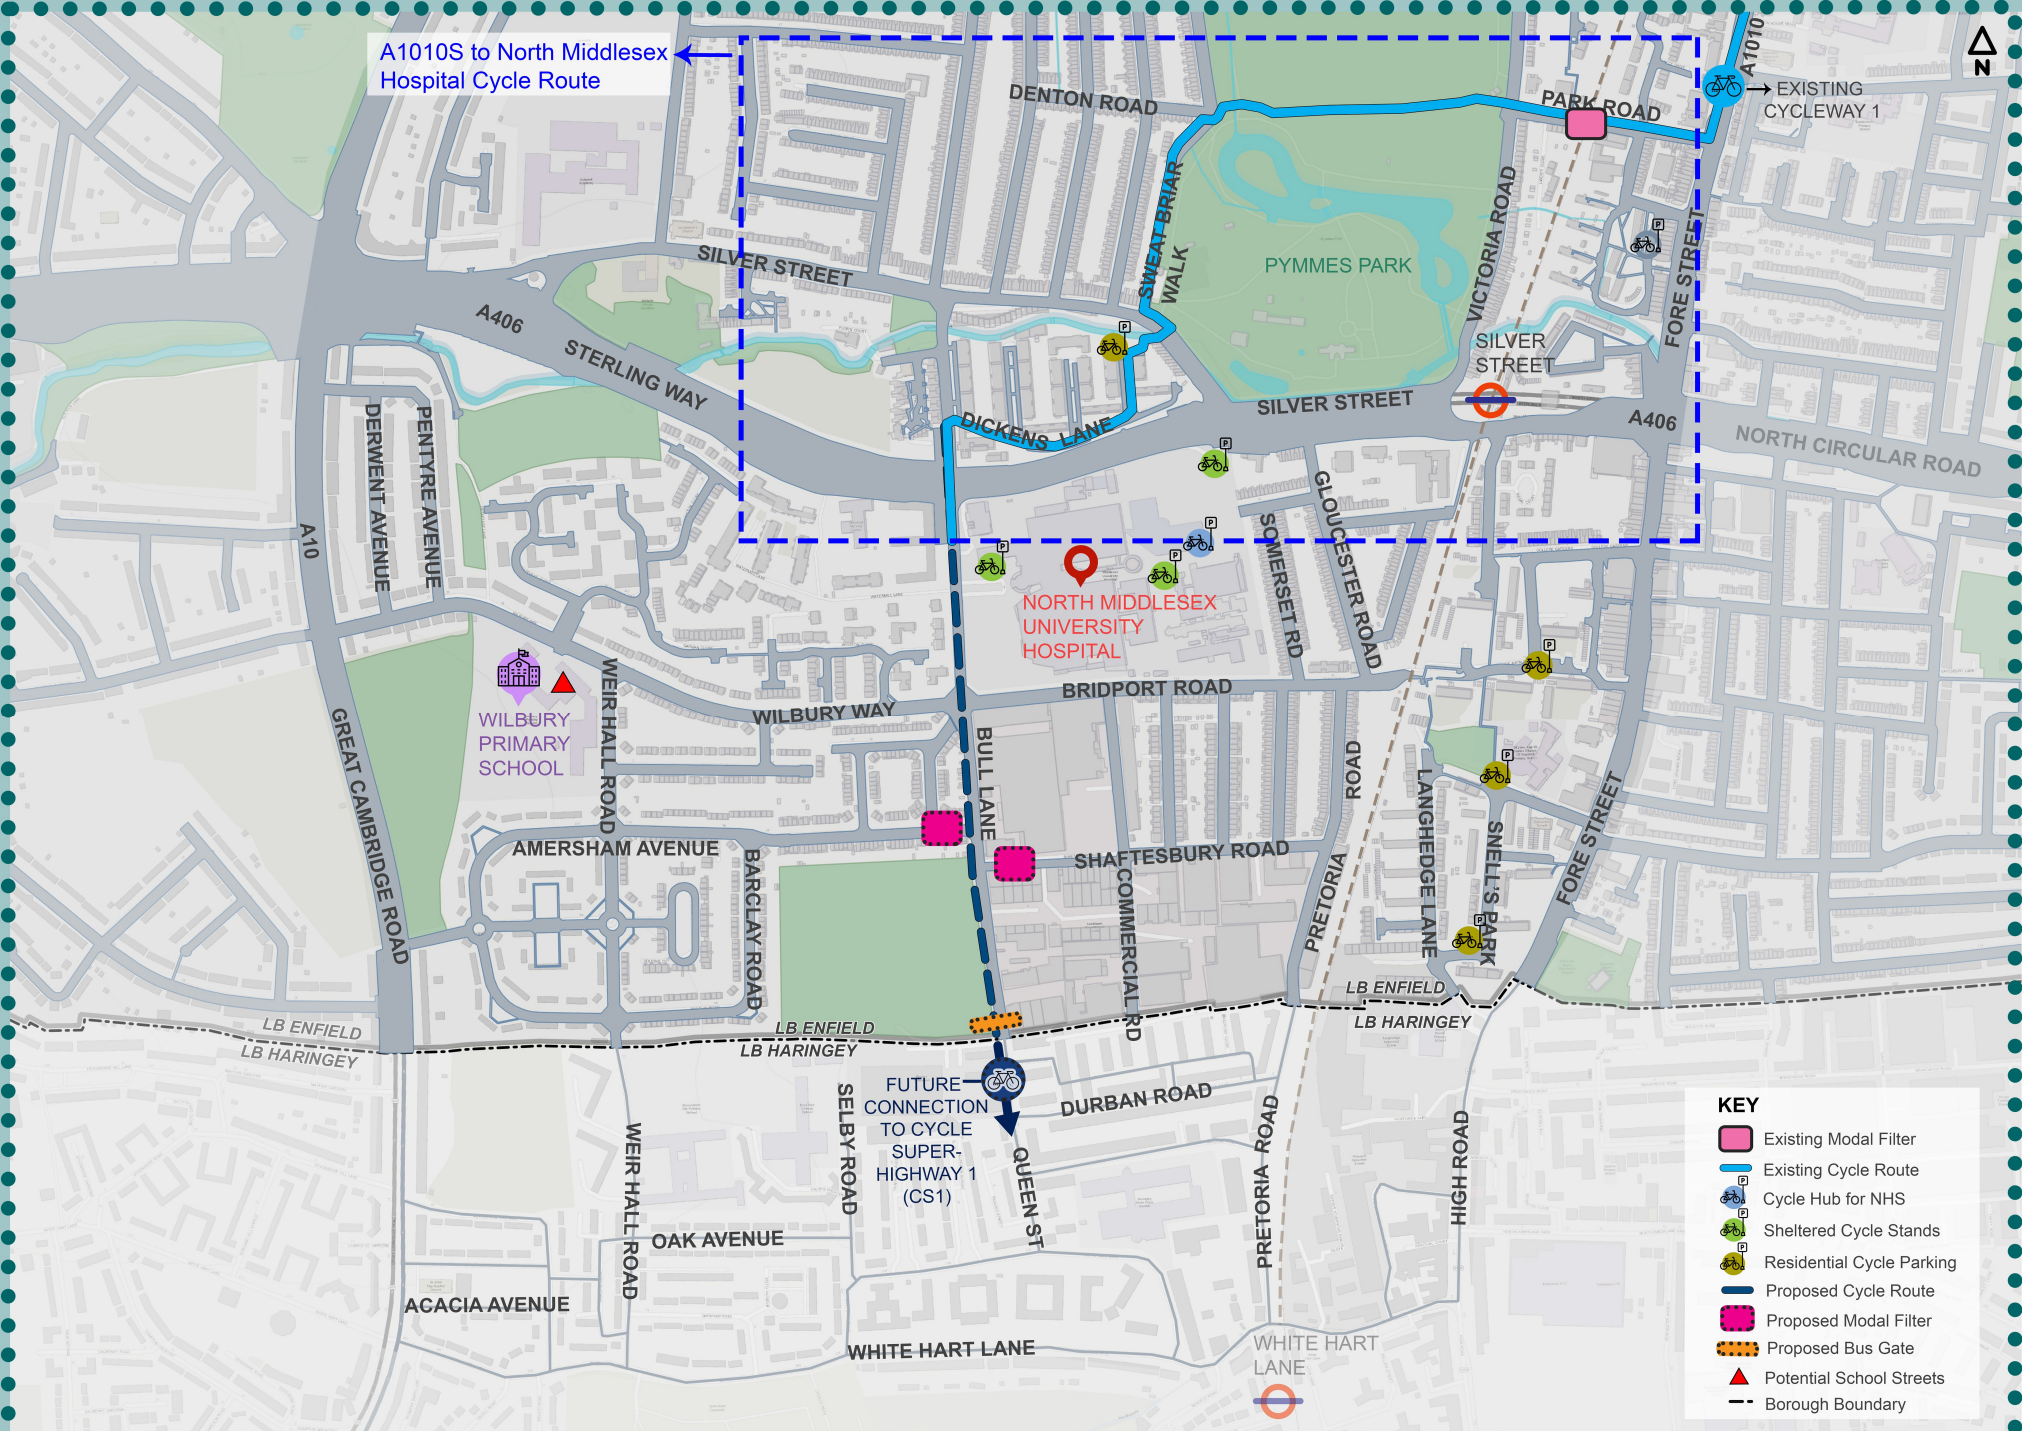 A1010S to North Middlesex
Hospital Cycle Route
A1010
N
EXISTING
CYCLEWAY 1
DENTON ROAD
PARK ROAD
SWEAT BRIAR
WALK
SILVER STREET
PYMMES PARK
VICTORIA ROAD
FORE STREET
A406
STERLING WAY
SILVER
STREET
DICKENS LANE
SILVER STREET
A406
NORTH CIRCULAR ROAD
DERWENT AVENUE
PENTYRE AVENUE
A10
SOMERSET RD
GLOUCESTER ROAD
NORTH MIDDLESEX
UNIVERSITY
HOSPITAL
WILBURY
PRIMARY
SCHOOL
WEIR HALL ROAD
WILBURY WAY
BRIDPORT ROAD
BULL LANE
GREAT CAMBRIDGE ROAD
AMERSHAM AVENUE
BARCLAY ROAD
SHAFTESBURY ROAD
COMMERCIAL RD
PRETORIA
ROAD
LANGHEDGE LANE
SNELL'S PARK
FORE STREET
LB ENFIELD
LB HARINGEY
LB ENFIELD
LB HARINGEY
LB ENFIELD
LB HARINGEY
FUTURE
CONNECTION
TO CYCLE
SUPER-
HIGHWAY 1
(CS1)
DURBAN ROAD
SELBY ROAD
QUEEN ST
WEIR HALL ROAD
PRETORIA ROAD
HIGH ROAD
OAK AVENUE
ACACIA AVENUE
WHITE HART LANE
WHITE HART
LANE
KEY
Existing Modal Filter
Existing Cycle Route
P
Cycle Hub for NHS
P
Sheltered Cycle Stands
P
Residential Cycle Parking
Proposed Cycle Route
Proposed Modal Filter
Proposed Bus Gate
Potential School Streets
Borough Boundary